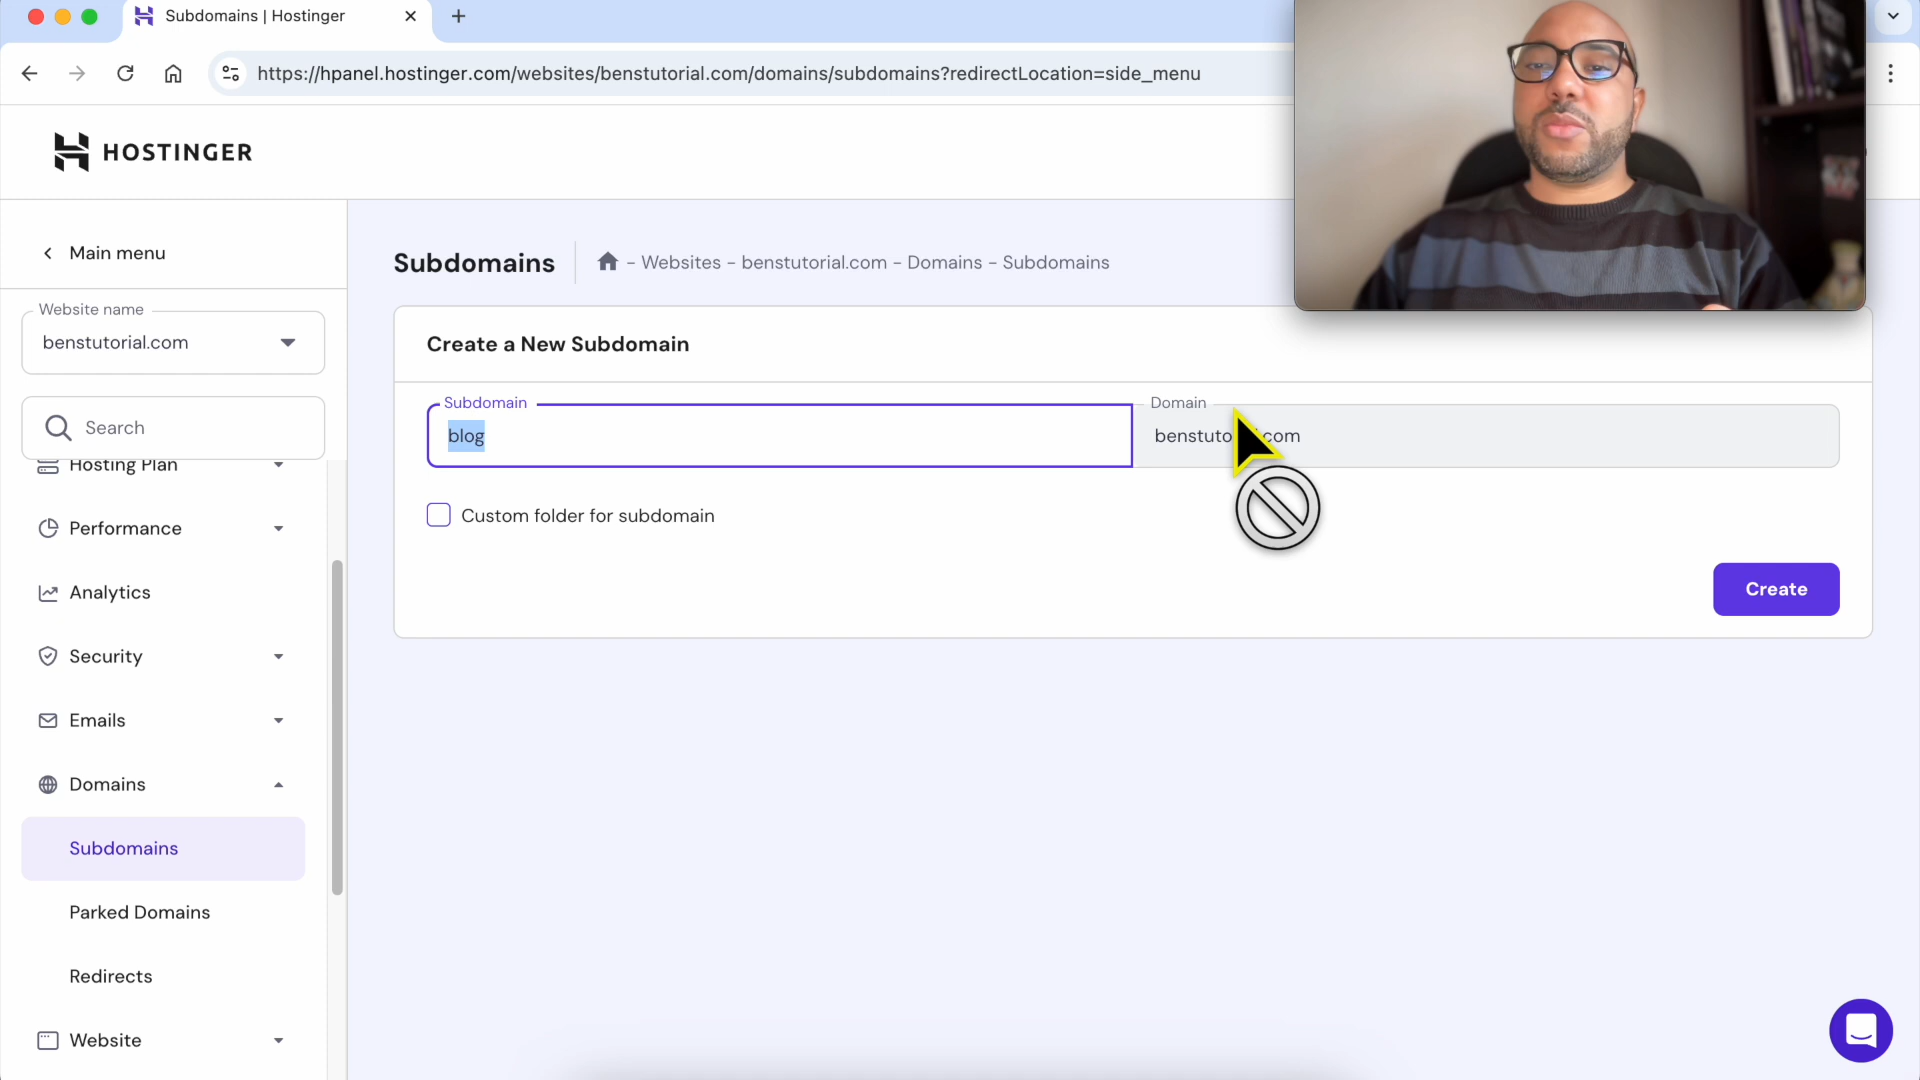 Subdomains | Hostinger
https://hpanel.hostinger.com/websites/benstutorial.com/domains/subdomains?redirectLocation=side_menu
HOSTINGER
Main menu
Website name
benstutorial.com
Search
Hosting Plan
Performance
Analytics
Security
Emails
Domains
Subdomains
Parked Domains
Redirects
Website
Subdomains
- Websites - benstutorial.com - Domains - Subdomains
Create a New Subdomain
Subdomain
blog
Domain
benstuto    .com
Custom folder for subdomain
Create